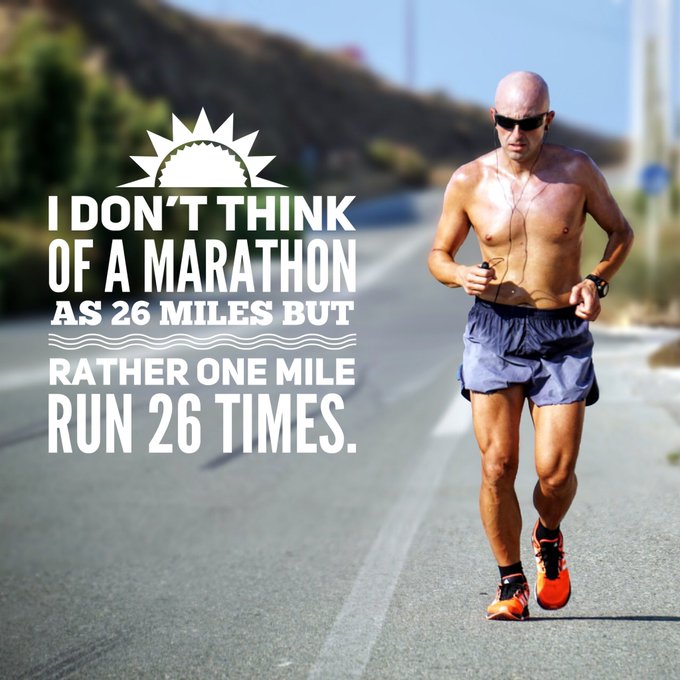 I DON'T THINK
OF A MARATHON
AS 26 MILES BUT
RATHER ONE MILE
RUN 26 TIMES.